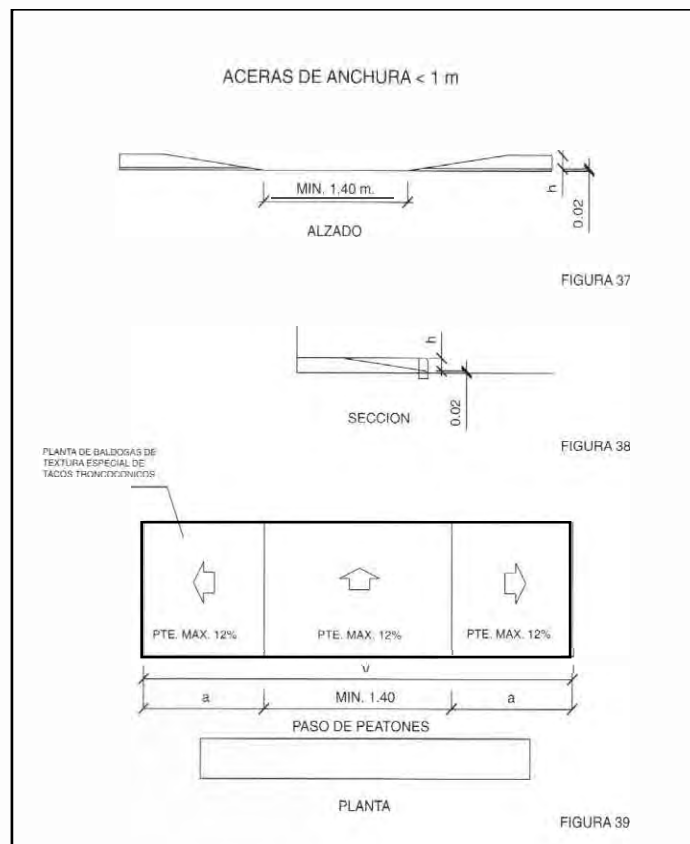 ACERAS DE ANCHURA < 1 m
MIN. 1.40 m.
h
0.02
ALZADO
FIGURA 37
h
0.02
SECCION
FIGURA 38
PLANTA DE BALDOSAS DE
TEXTURA ESPECIAL DE
TACOS TRONCOCONICOS
PTE. MAX. 12%
PTE. MAX. 12%
PTE. MAX. 12%
a
MIN. 1.40
a
PASO DE PEATONES
PLANTA
FIGURA 39